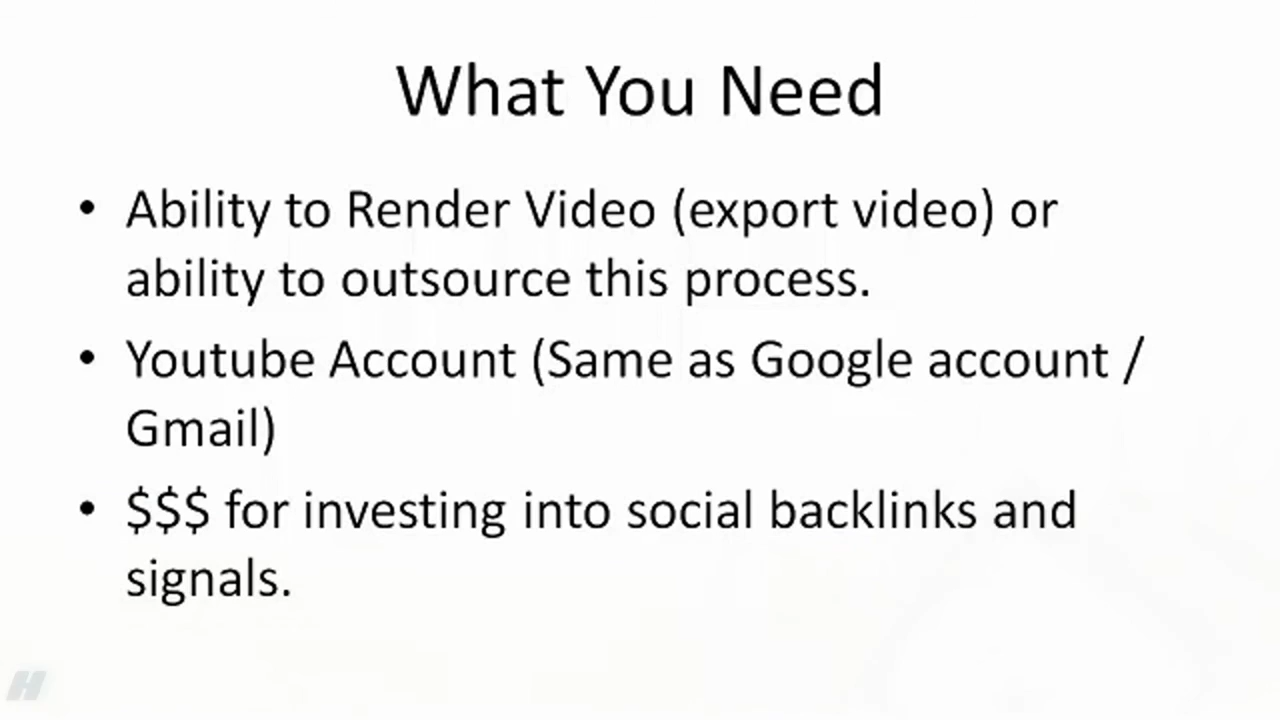 What You Need
• Ability to Render Video (export video) or
ability to outsource this process.
• Youtube Account (Same as Google account /
Gmail)
• $$$ for investing into social backlinks and
signals.
H